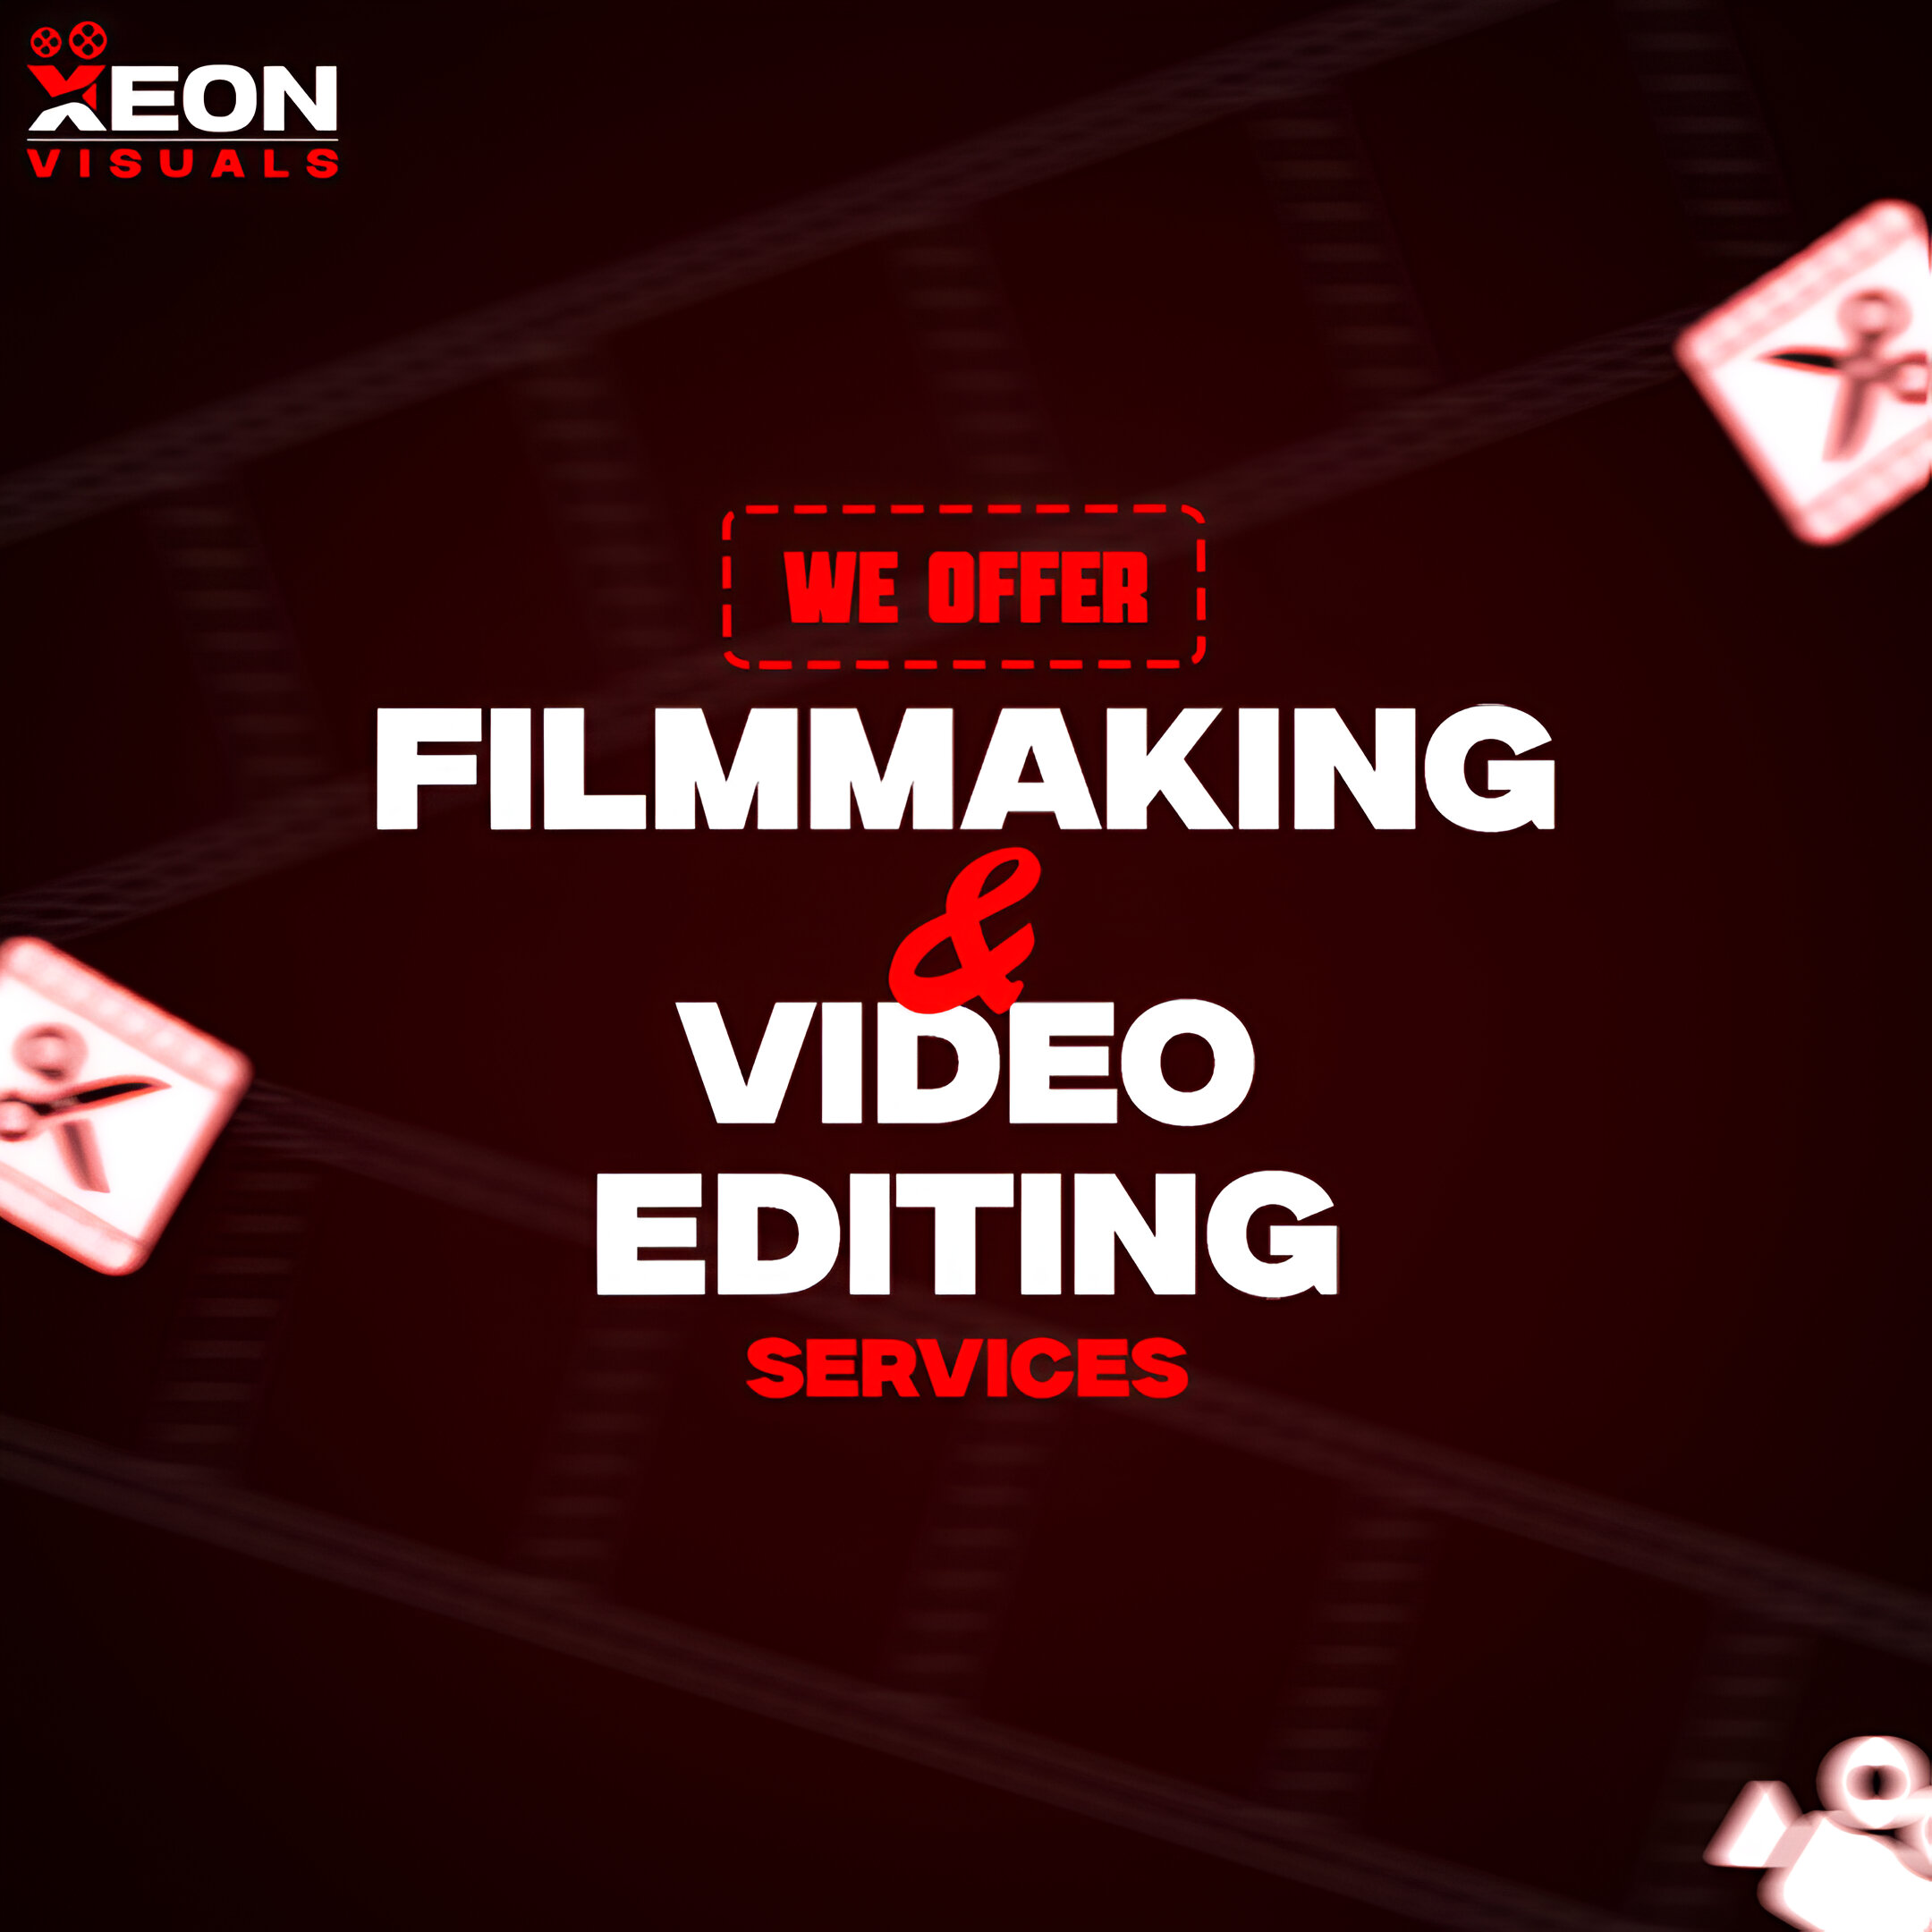 XEON
VISUALS
WE OFFER
FILMMAKING
&
VIDEO
EDITING
SERVICES